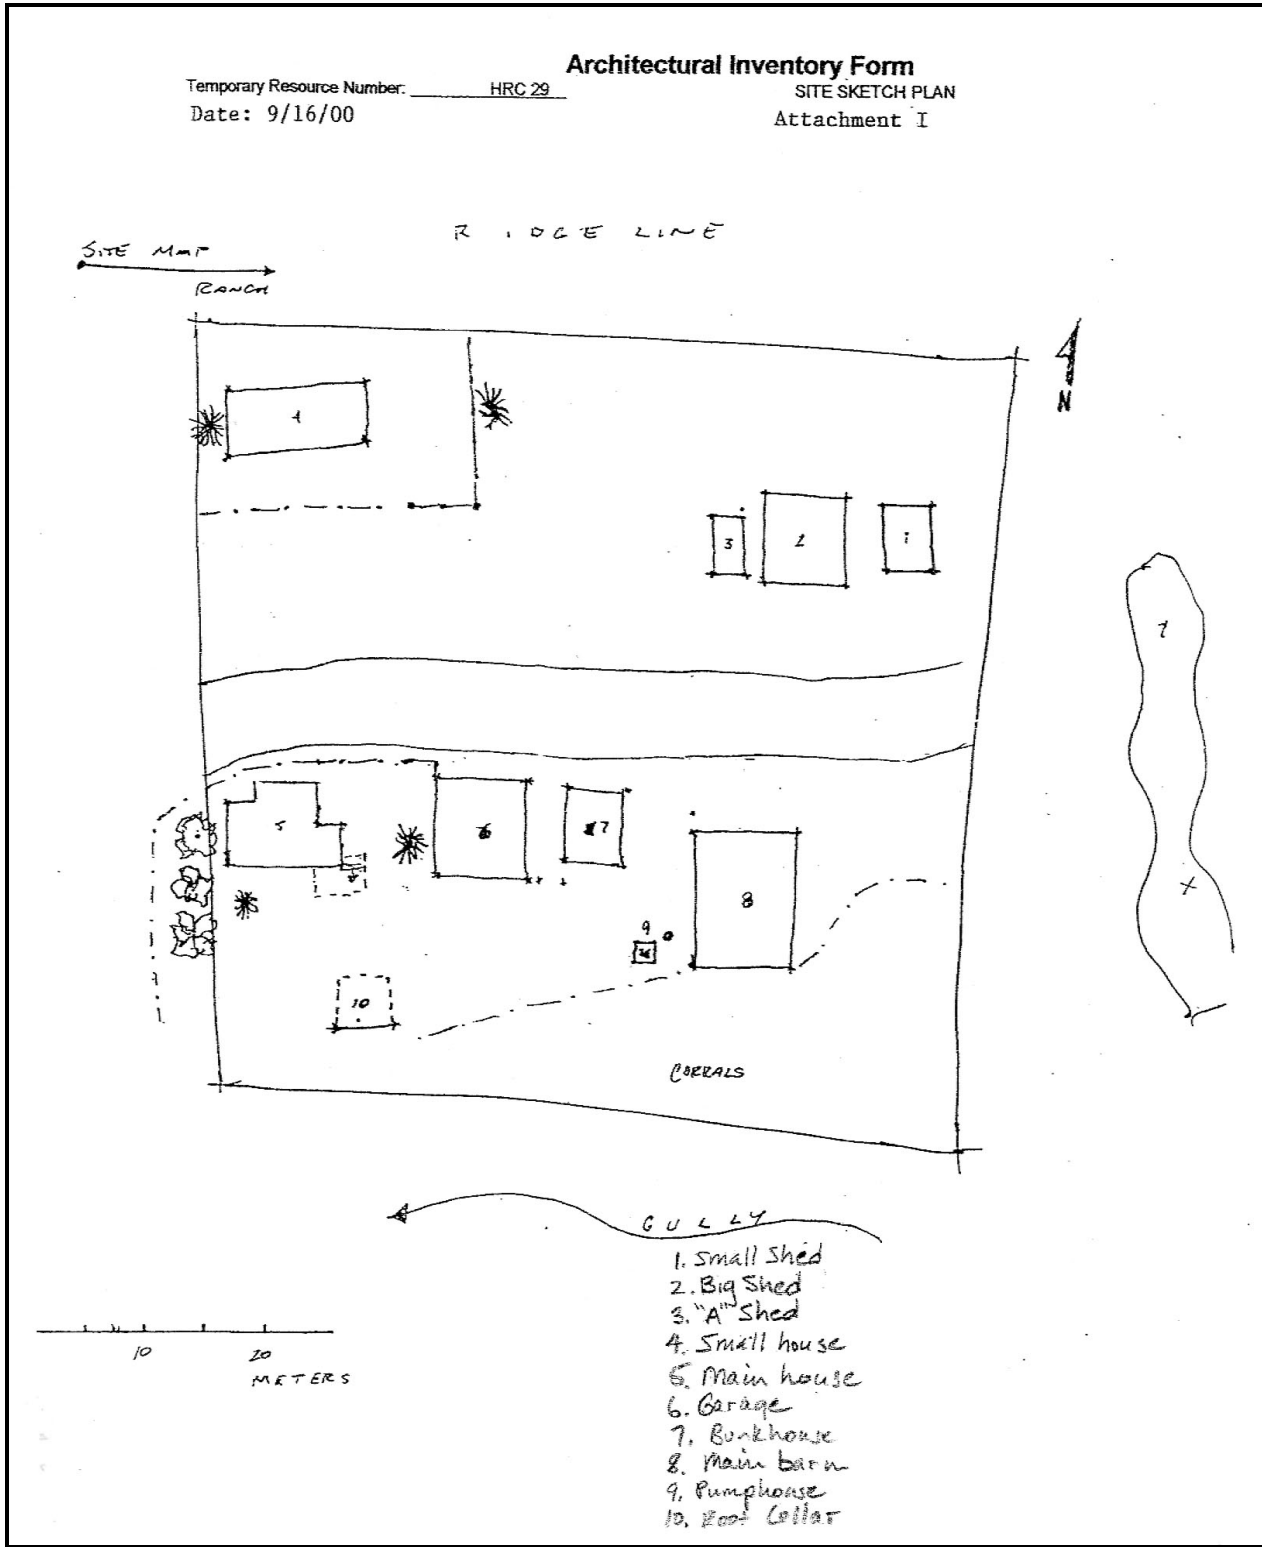 Architectural Inventory Form
Temporary Resource Number: HRC 29
SITE SKETCH PLAN
Date: 9/16/00
Attachment I
RIDGE LINE
SITE MAP
RANCH
N
4
3
2
1
5
6
7
8
9
10
CORRALS
GULLY
1. Small Shed
2. Big Shed
3. "A" Shed
4. Small house
5. Main house
6. Garage
7. Bunkhouse
8. Main barn
9. Pumphouse
10. Root Cellar
10 20
METERS